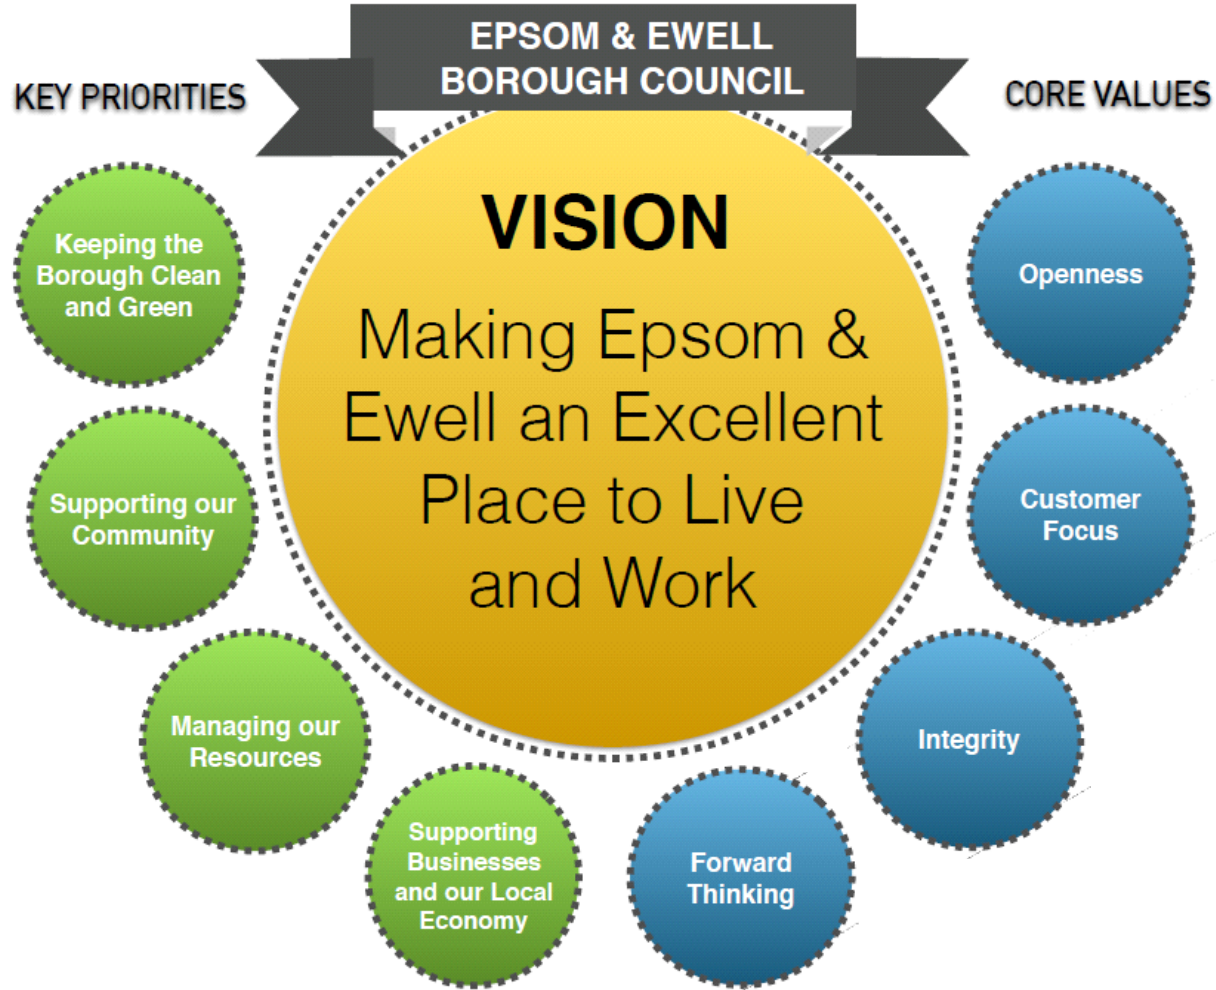 EPSOM & EWELL
BOROUGH COUNCIL
KEY PRIORITIES
CORE VALUES
VISION
Making Epsom &
Ewell an Excellent
Place to Live
and Work
Keeping the
Borough Clean
and Green
Supporting our
Community
Managing our
Resources
Supporting
Businesses
and our Local
Economy
Openness
Customer
Focus
Integrity
Forward
Thinking